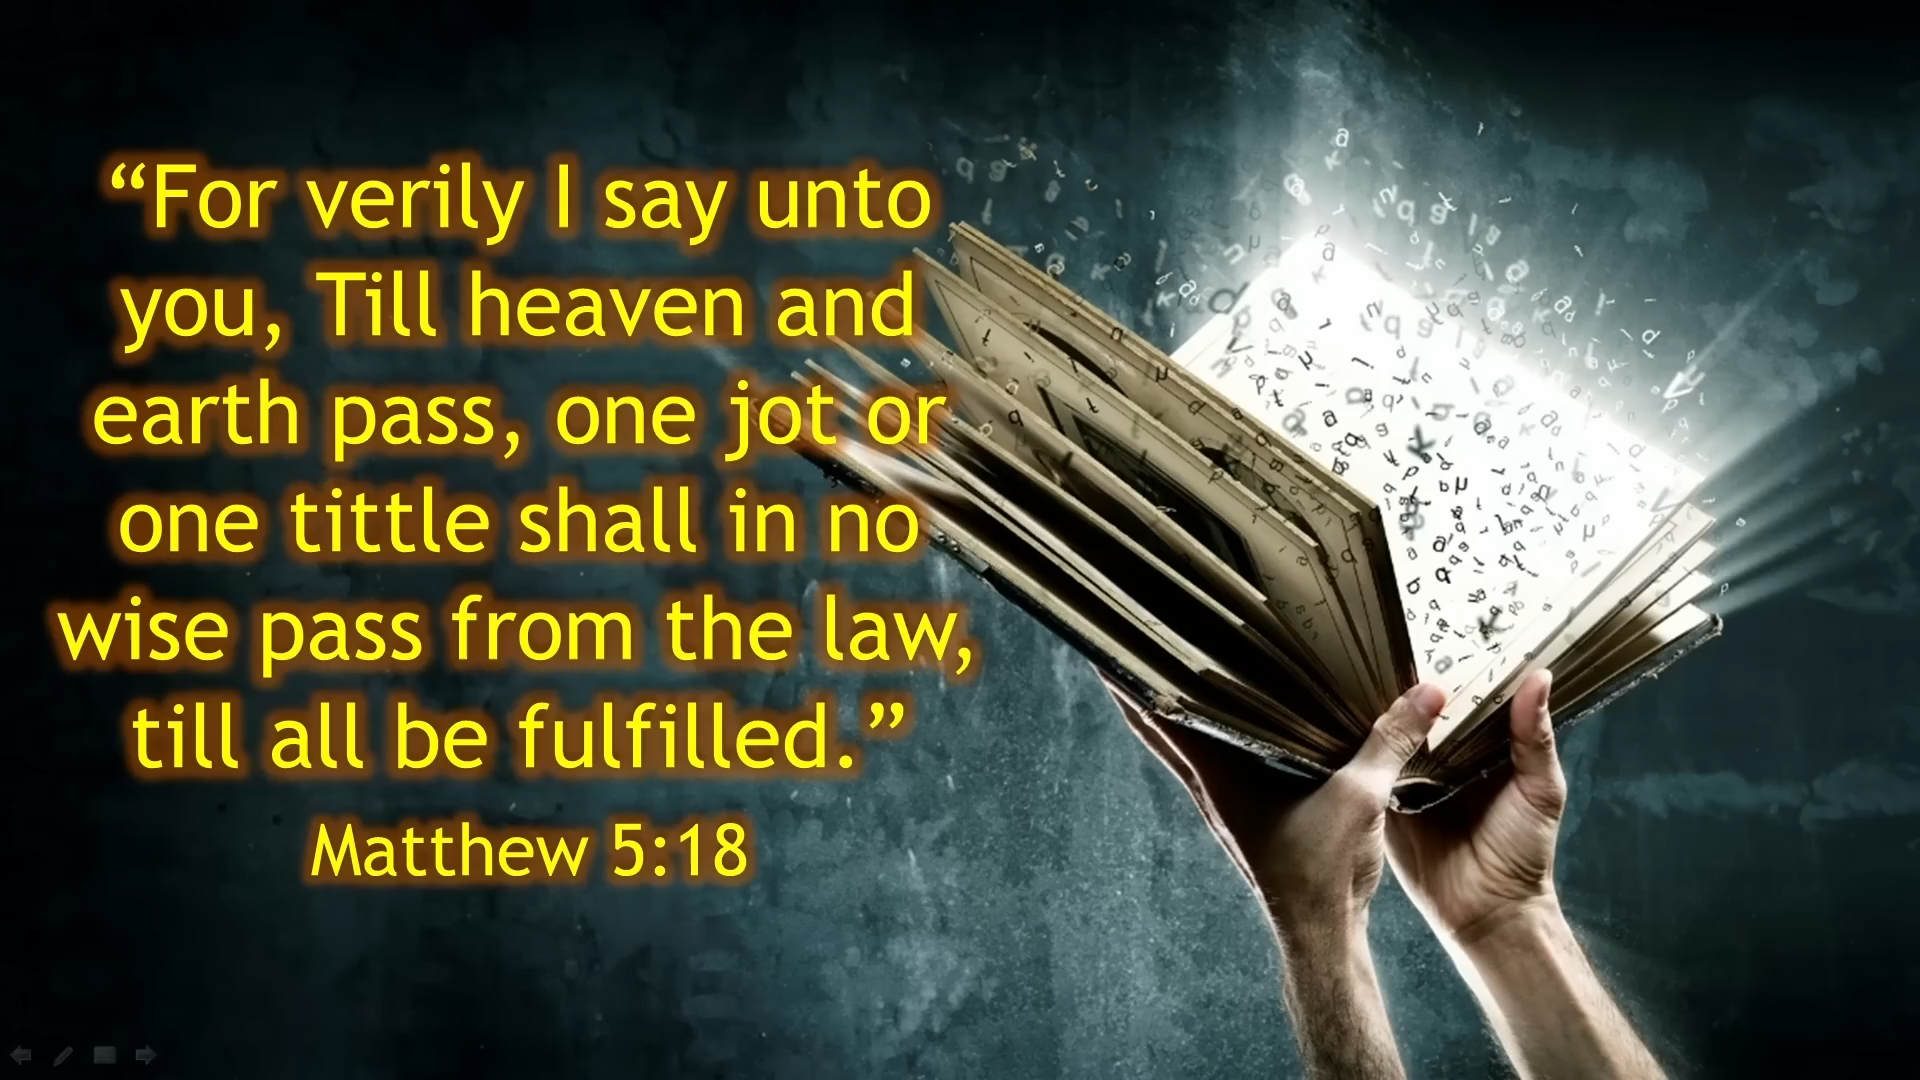 “For verily I say unto
you, Till heaven and
earth pass, one jot or
one tittle shall in no
wise pass from the law,
till all be fulfilled.”
Matthew 5:18